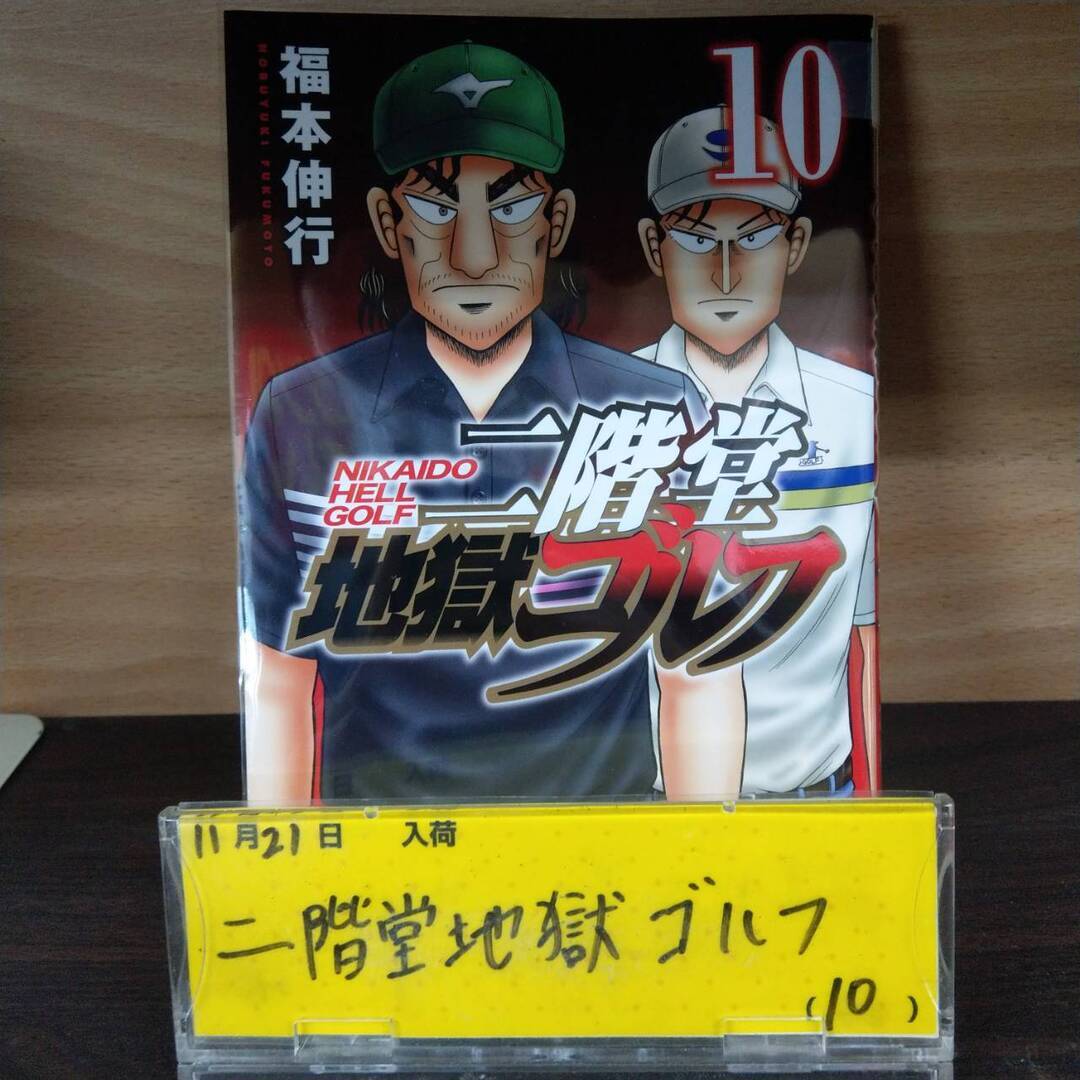 福本伸行
NOBUYUKI FUKUMOTO
10
二階堂
NIKAIDO
HELL
GOLF
地獄ゴルフ
11月21日 入荷
二階堂地獄ゴルフ
(10)